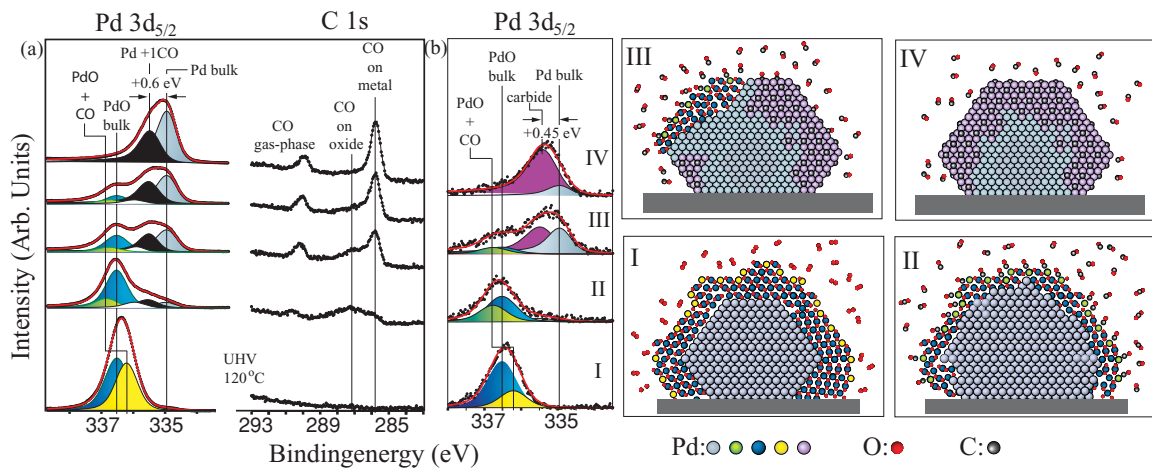 Pd 3d5/2
C 1s
Pd 3d5/2
(a)
Pd +1CO
+0.6 eV
Pd bulk
PdO
+
CO
PdO
bulk
CO
on
metal
CO
gas-phase
CO
on
oxide
UHV
120°C
(b)
PdO
bulk
Pd bulk
carbide
PdO
+
CO
+0.45 eV
IV
III
II
I
III
IV
I
II
Intensity (Arb. Units)
337
335
293
291
289
287
285
337
335
Bindingenergy (eV)
Pd:
O:
C: